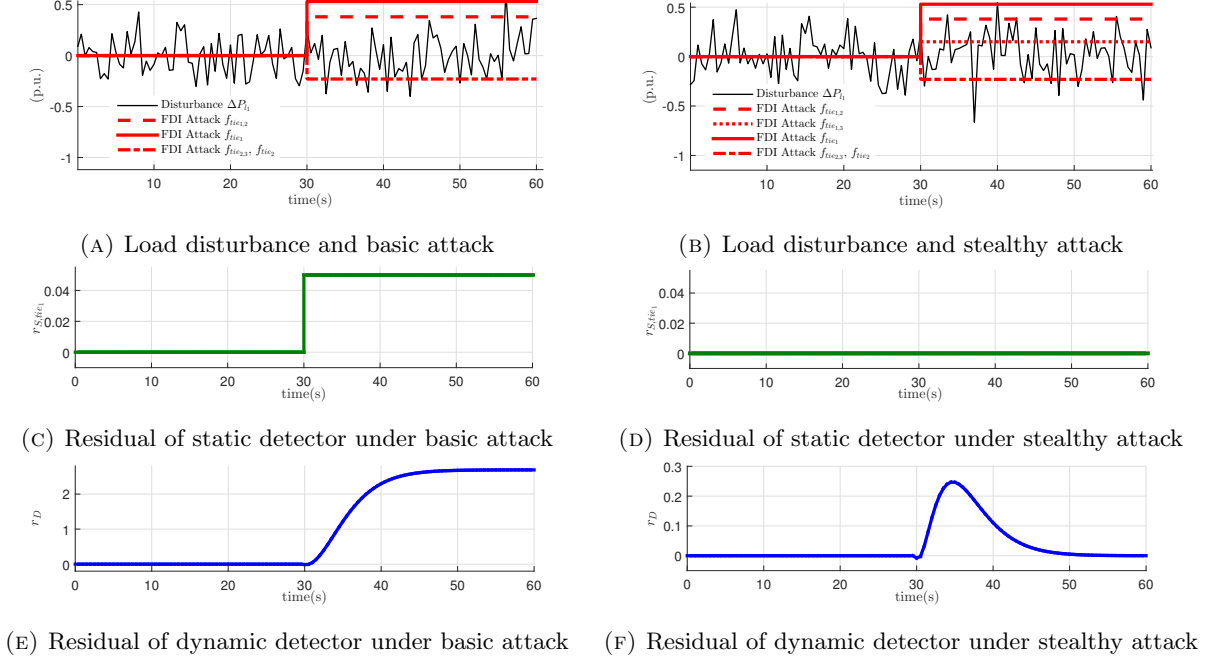 0.5
0
-0.5
-1
(p.u.)
Disturbance ΔP_{l_1}
FDI Attack f_{tie_{1,2}}
FDI Attack f_{tie_1}
FDI Attack f_{tie_{2,3}}, f_{tie_2}
10 20 30 40 50 60
time(s)
(A) Load disturbance and basic attack
0.5
0
-0.5
-1
(p.u.)
Disturbance ΔP_{l_1}
FDI Attack f_{tie_{1,2}}
FDI Attack f_{tie_{1,3}}
FDI Attack f_{tie_1}
FDI Attack f_{tie_{2,3}}, f_{tie_2}
10 20 30 40 50 60
time(s)
(B) Load disturbance and stealthy attack
0.04
0.02
0
r_{S,tie_1}
0 10 20 30 40 50 60
time(s)
(C) Residual of static detector under basic attack
0.04
0.02
0
r_{S,tie_1}
0 10 20 30 40 50 60
time(s)
(D) Residual of static detector under stealthy attack
2
1
0
r_D
0 10 20 30 40 50 60
time(s)
(E) Residual of dynamic detector under basic attack
0.3
0.2
0.1
0
r_D
0 10 20 30 40 50 60
time(s)
(F) Residual of dynamic detector under stealthy attack